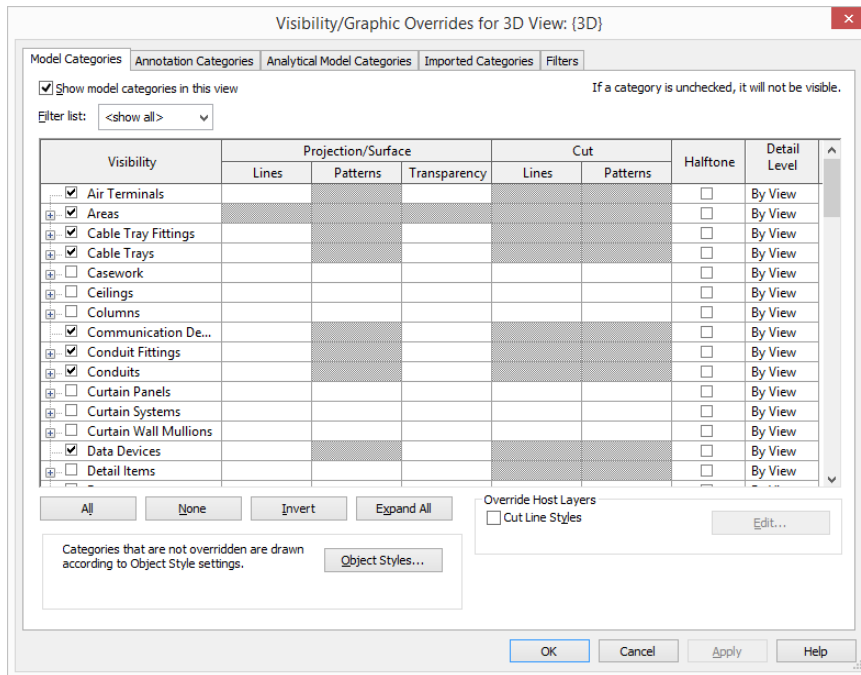 Visibility/Graphic Overrides for 3D View: {3D}
Model Categories Annotation Categories Analytical Model Categories Imported Categories Filters
Show model categories in this view If a category is unchecked, it will not be visible.
Filter list: <show all>
Visibility Projection/Surface Cut Halftone Detail Level
Lines Patterns Transparency Lines Patterns
Air Terminals By View
Areas By View
Cable Tray Fittings By View
Cable Trays By View
Casework By View
Ceilings By View
Columns By View
Communication De... By View
Conduit Fittings By View
Conduits By View
Curtain Panels By View
Curtain Systems By View
Curtain Wall Mullions By View
Data Devices By View
Detail Items By View
All None Invert Expand All
Override Host Layers
Cut Line Styles
Edit...
Categories that are not overridden are drawn
according to Object Style settings.
Object Styles...
OK Cancel Apply Help